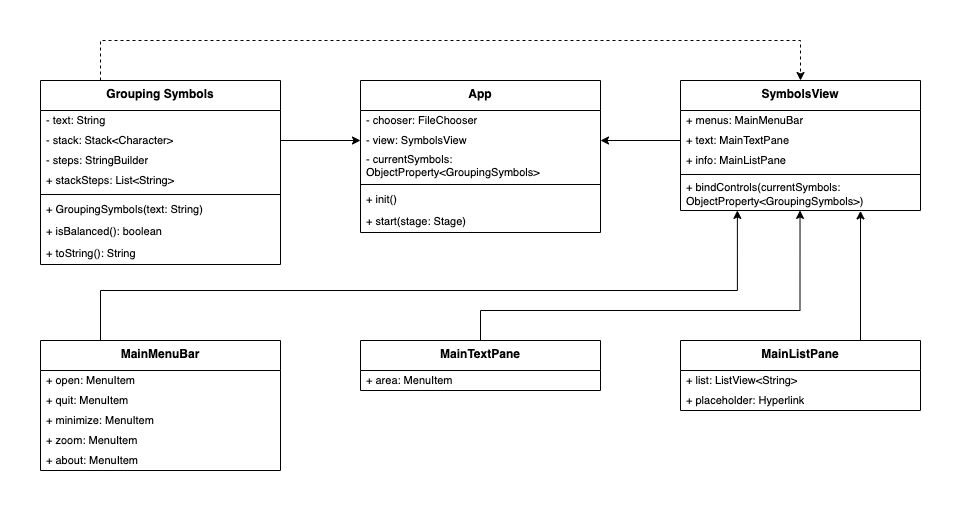 Grouping Symbols
- text: String
- stack: Stack<Character>
- steps: StringBuilder
+ stackSteps: List<String>
+ GroupingSymbols(text: String)
+ isBalanced(): boolean
+ toString(): String
App
- chooser: FileChooser
- view: SymbolsView
- currentSymbols:
ObjectProperty<GroupingSymbols>
+ init()
+ start(stage: Stage)
SymbolsView
+ menus: MainMenuBar
+ text: MainTextPane
+ info: MainListPane
+ bindControls(currentSymbols:
ObjectProperty<GroupingSymbols>)
MainMenuBar
+ open: MenuItem
+ quit: MenuItem
+ minimize: MenuItem
+ zoom: MenuItem
+ about: MenuItem
MainTextPane
+ area: MenuItem
MainListPane
+ list: ListView<String>
+ placeholder: Hyperlink